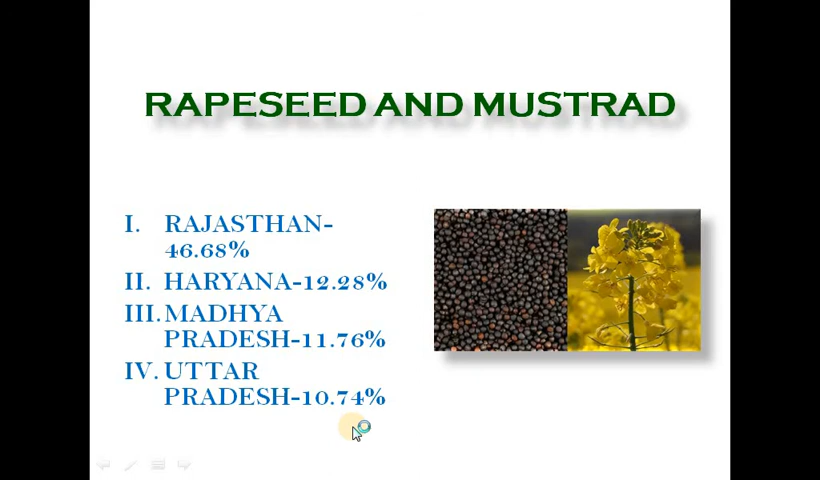 RAPESEED AND MUSTRAD
I. RAJASTHAN-
46.68%
II. HARYANA-12.28%
III. MADHYA
PRADESH-11.76%
IV. UTTAR
PRADESH-10.74%